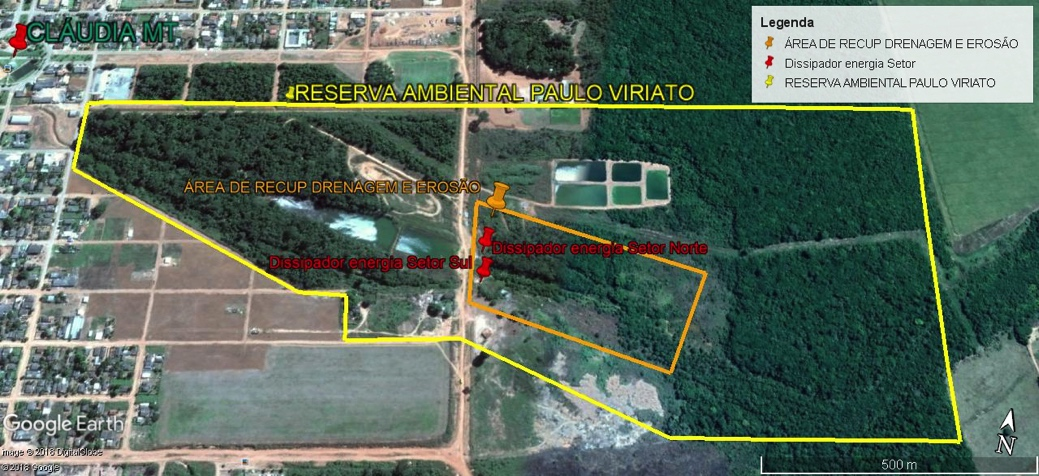 CLÁUDIA MT
Legenda
ÁREA DE RECUP DRENAGEM E EROSÃO
Dissipador energia Setor
RESERVA AMBIENTAL PAULO VIRIATO
RESERVA AMBIENTAL PAULO VIRIATO
ÁREA DE RECUP DRENAGEM E EROSÃO
Dissipador energia Setor Norte
Dissipador energia Setor Sul
Google Earth
Image © 2018 DigitalGlobe
© 2018 Google
N
500 m